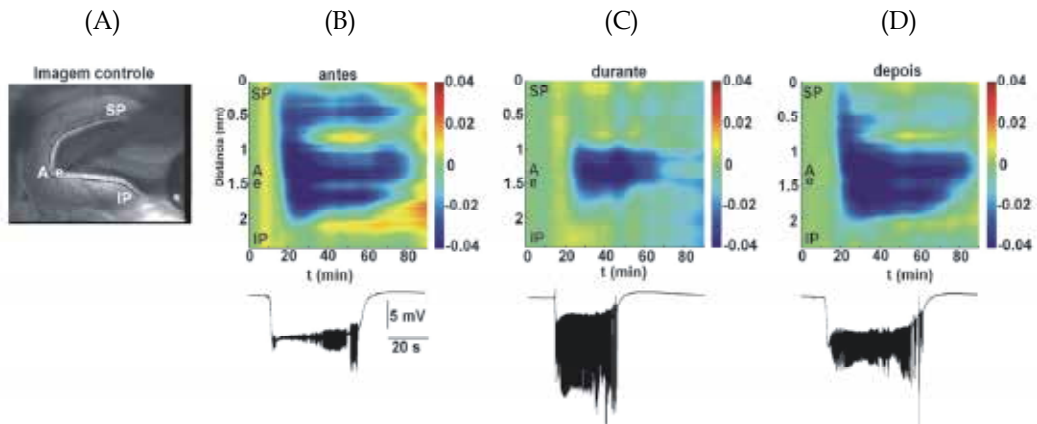 (A)
(B)
(C)
(D)
Imagem controle
SP
A
e
IP
antes
0
0.5
1
1.5
2
Distância (mm)
SP
A
e
IP
0 20 40 60 80
t (min)
0.04
0.02
0
-0.02
-0.04
5 mV
20 s
durante
0
0.5
1
1.5
2
SP
A
e
IP
0 20 40 60 80
t (min)
0.04
0.02
0
-0.02
-0.04
depois
0
0.5
1
1.5
2
SP
A
e
IP
0 20 40 60 80
t (min)
0.04
0.02
0
-0.02
-0.04